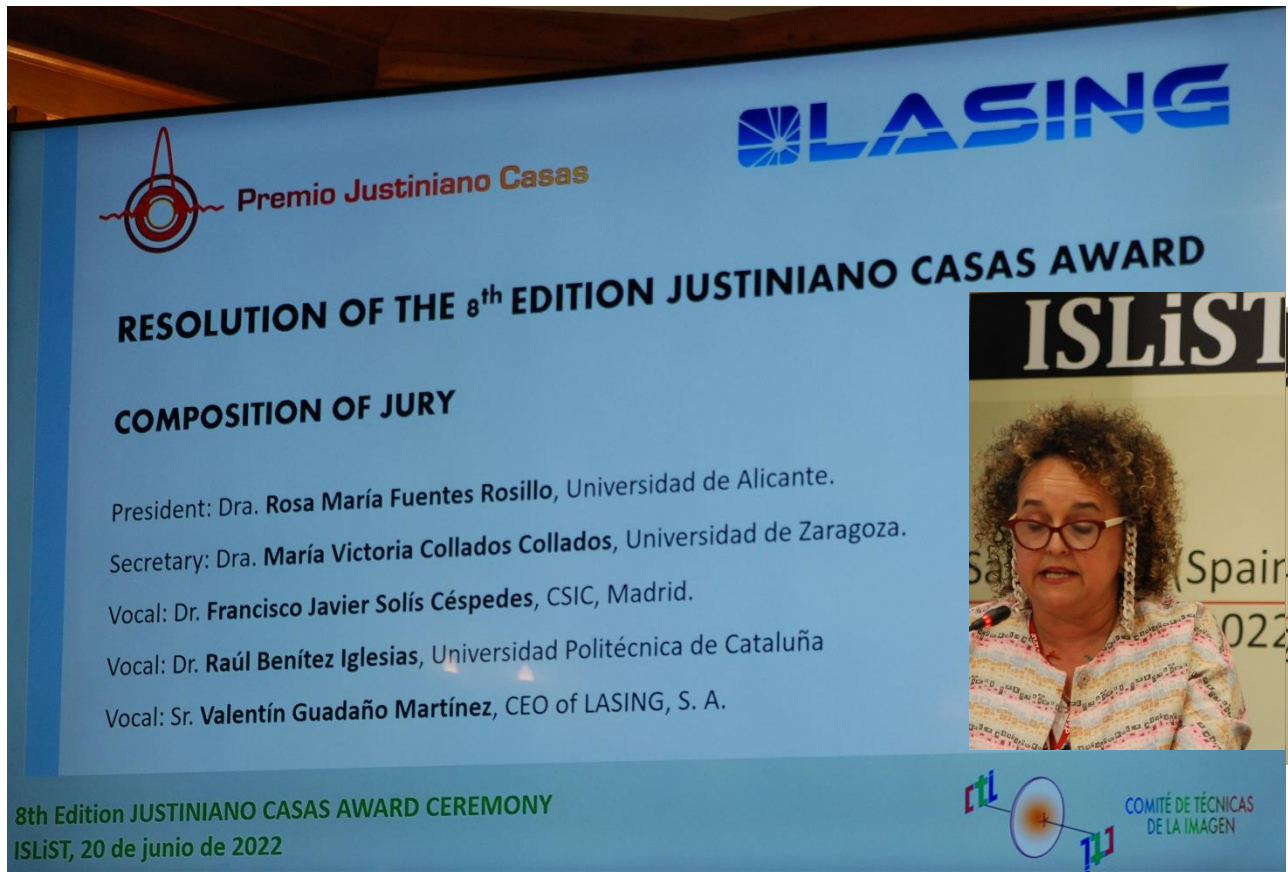 Premio Justiniano Casas
LASING
RESOLUTION OF THE 8th EDITION JUSTINIANO CASAS AWARD
COMPOSITION OF JURY
President: Dra. Rosa María Fuentes Rosillo, Universidad de Alicante.
Secretary: Dra. María Victoria Collados Collados, Universidad de Zaragoza.
Vocal: Dr. Francisco Javier Solís Céspedes, CSIC, Madrid.
Vocal: Dr. Raúl Benítez Iglesias, Universidad Politécnica de Cataluña
Vocal: Sr. Valentín Guadaño Martínez, CEO of LASING, S. A.
ISLiST
(Spain
022
8th Edition JUSTINIANO CASAS AWARD CEREMONY
ISLiST, 20 de junio de 2022
cti
COMITÉ DE TÉCNICAS
DE LA IMAGEN